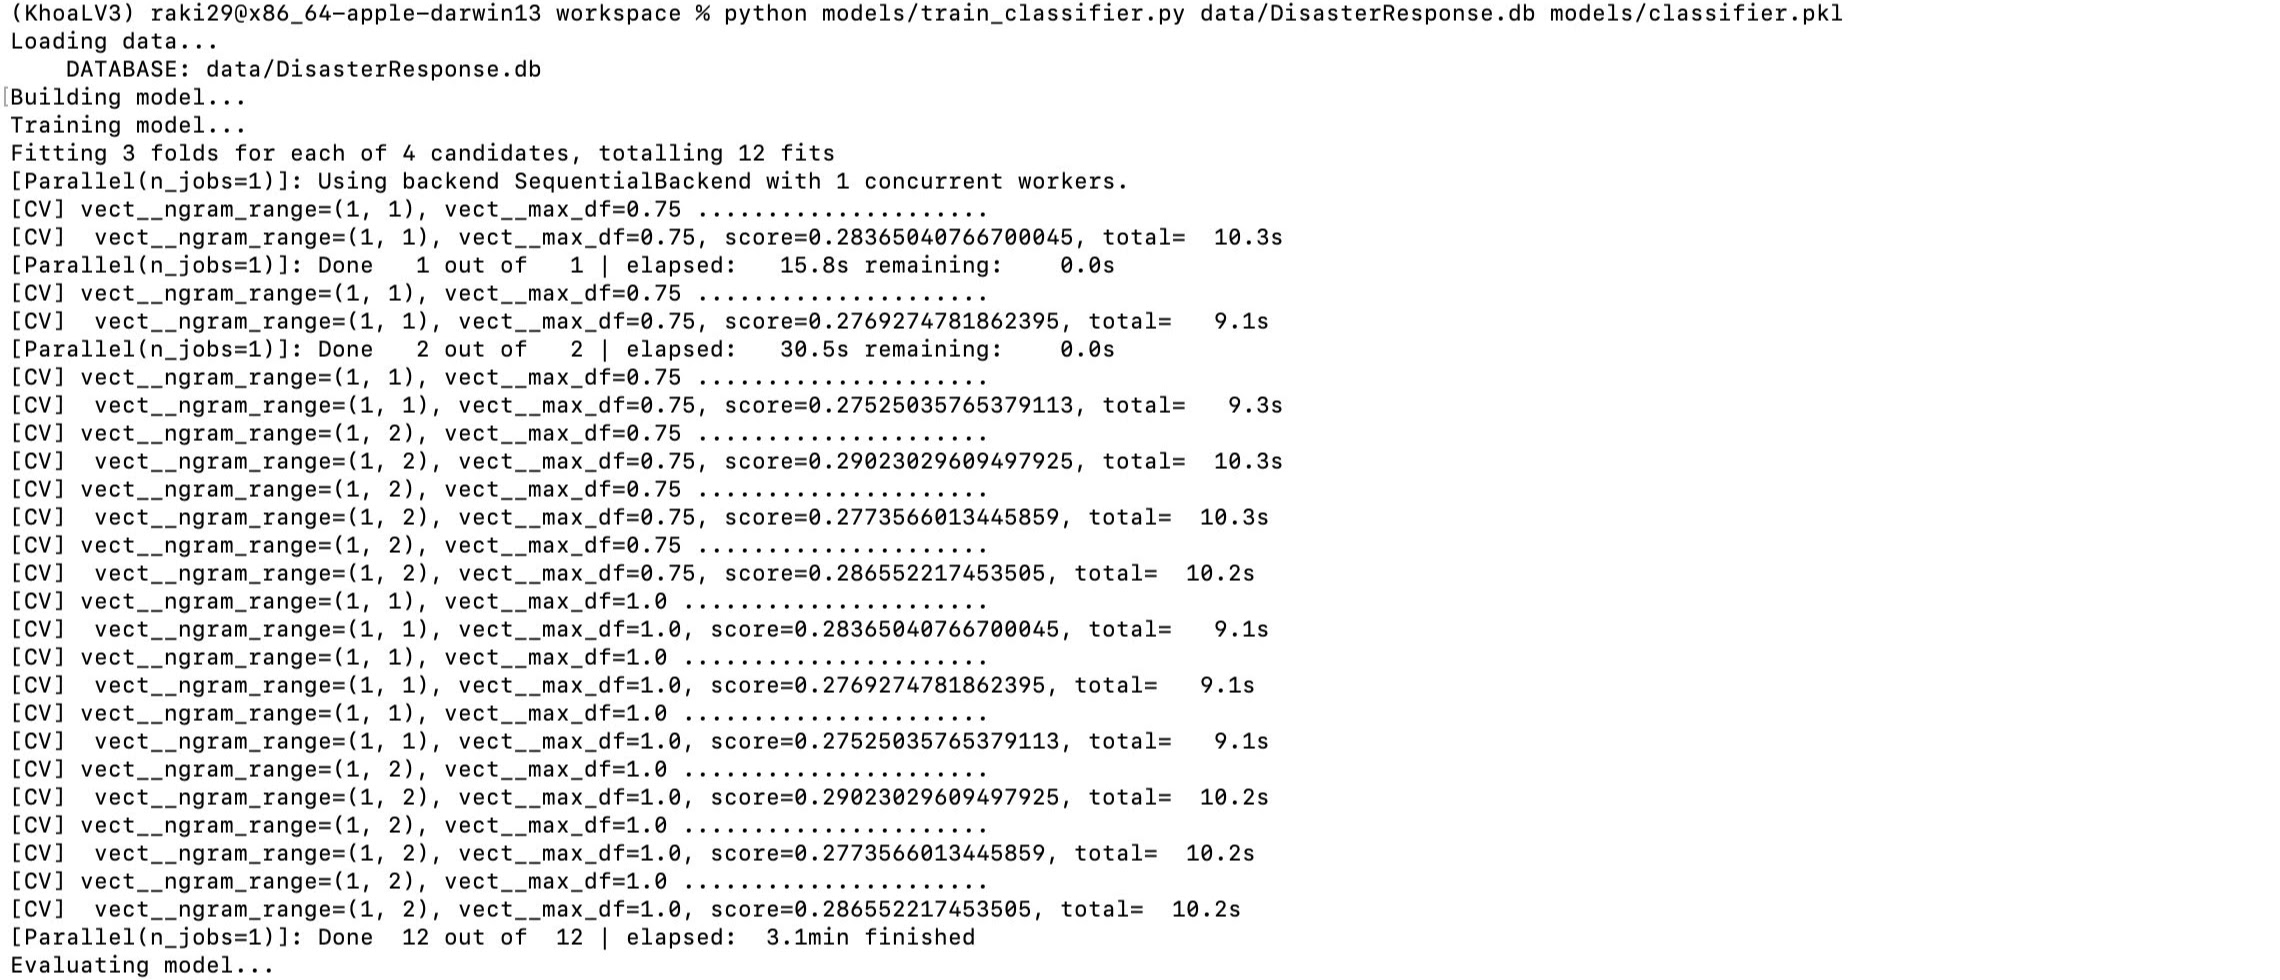 (KhoaLV3) raki29@x86_64-apple-darwin13 workspace % python models/train_classifier.py data/DisasterResponse.db models/classifier.pkl
Loading data...
    DATABASE: data/DisasterResponse.db
[Building model...
Training model...
Fitting 3 folds for each of 4 candidates, totalling 12 fits
[Parallel(n_jobs=1)]: Using backend SequentialBackend with 1 concurrent workers.
[CV] vect__ngram_range=(1, 1), vect__max_df=0.75 .....................
[CV]  vect__ngram_range=(1, 1), vect__max_df=0.75, score=0.28365040766700045, total=  10.3s
[Parallel(n_jobs=1)]: Done   1 out of   1 | elapsed:   15.8s remaining:    0.0s
[CV] vect__ngram_range=(1, 1), vect__max_df=0.75 .....................
[CV]  vect__ngram_range=(1, 1), vect__max_df=0.75, score=0.2769274781862395, total=   9.1s
[Parallel(n_jobs=1)]: Done   2 out of   2 | elapsed:   30.5s remaining:    0.0s
[CV] vect__ngram_range=(1, 1), vect__max_df=0.75 .....................
[CV]  vect__ngram_range=(1, 1), vect__max_df=0.75, score=0.27525035765379113, total=   9.3s
[CV] vect__ngram_range=(1, 2), vect__max_df=0.75 .....................
[CV]  vect__ngram_range=(1, 2), vect__max_df=0.75, score=0.29023029609497925, total=  10.3s
[CV] vect__ngram_range=(1, 2), vect__max_df=0.75 .....................
[CV]  vect__ngram_range=(1, 2), vect__max_df=0.75, score=0.2773566013445859, total=  10.3s
[CV] vect__ngram_range=(1, 2), vect__max_df=0.75 .....................
[CV]  vect__ngram_range=(1, 2), vect__max_df=0.75, score=0.286552217453505, total=  10.2s
[CV] vect__ngram_range=(1, 1), vect__max_df=1.0 ......................
[CV]  vect__ngram_range=(1, 1), vect__max_df=1.0, score=0.28365040766700045, total=   9.1s
[CV] vect__ngram_range=(1, 1), vect__max_df=1.0 ......................
[CV]  vect__ngram_range=(1, 1), vect__max_df=1.0, score=0.2769274781862395, total=   9.1s
[CV] vect__ngram_range=(1, 1), vect__max_df=1.0 ......................
[CV]  vect__ngram_range=(1, 1), vect__max_df=1.0, score=0.27525035765379113, total=   9.1s
[CV] vect__ngram_range=(1, 2), vect__max_df=1.0 ......................
[CV]  vect__ngram_range=(1, 2), vect__max_df=1.0, score=0.29023029609497925, total=  10.2s
[CV] vect__ngram_range=(1, 2), vect__max_df=1.0 ......................
[CV]  vect__ngram_range=(1, 2), vect__max_df=1.0, score=0.2773566013445859, total=  10.2s
[CV] vect__ngram_range=(1, 2), vect__max_df=1.0 ......................
[CV]  vect__ngram_range=(1, 2), vect__max_df=1.0, score=0.286552217453505, total=  10.2s
[Parallel(n_jobs=1)]: Done  12 out of  12 | elapsed:  3.1min finished
Evaluating model...